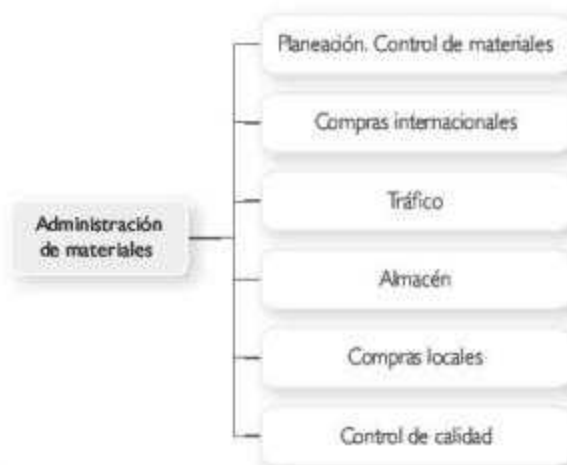 Planeación. Control de materiales
Compras internacionales
Tráfico
Administración
de materiales
Almacén
Compras locales
Control de calidad